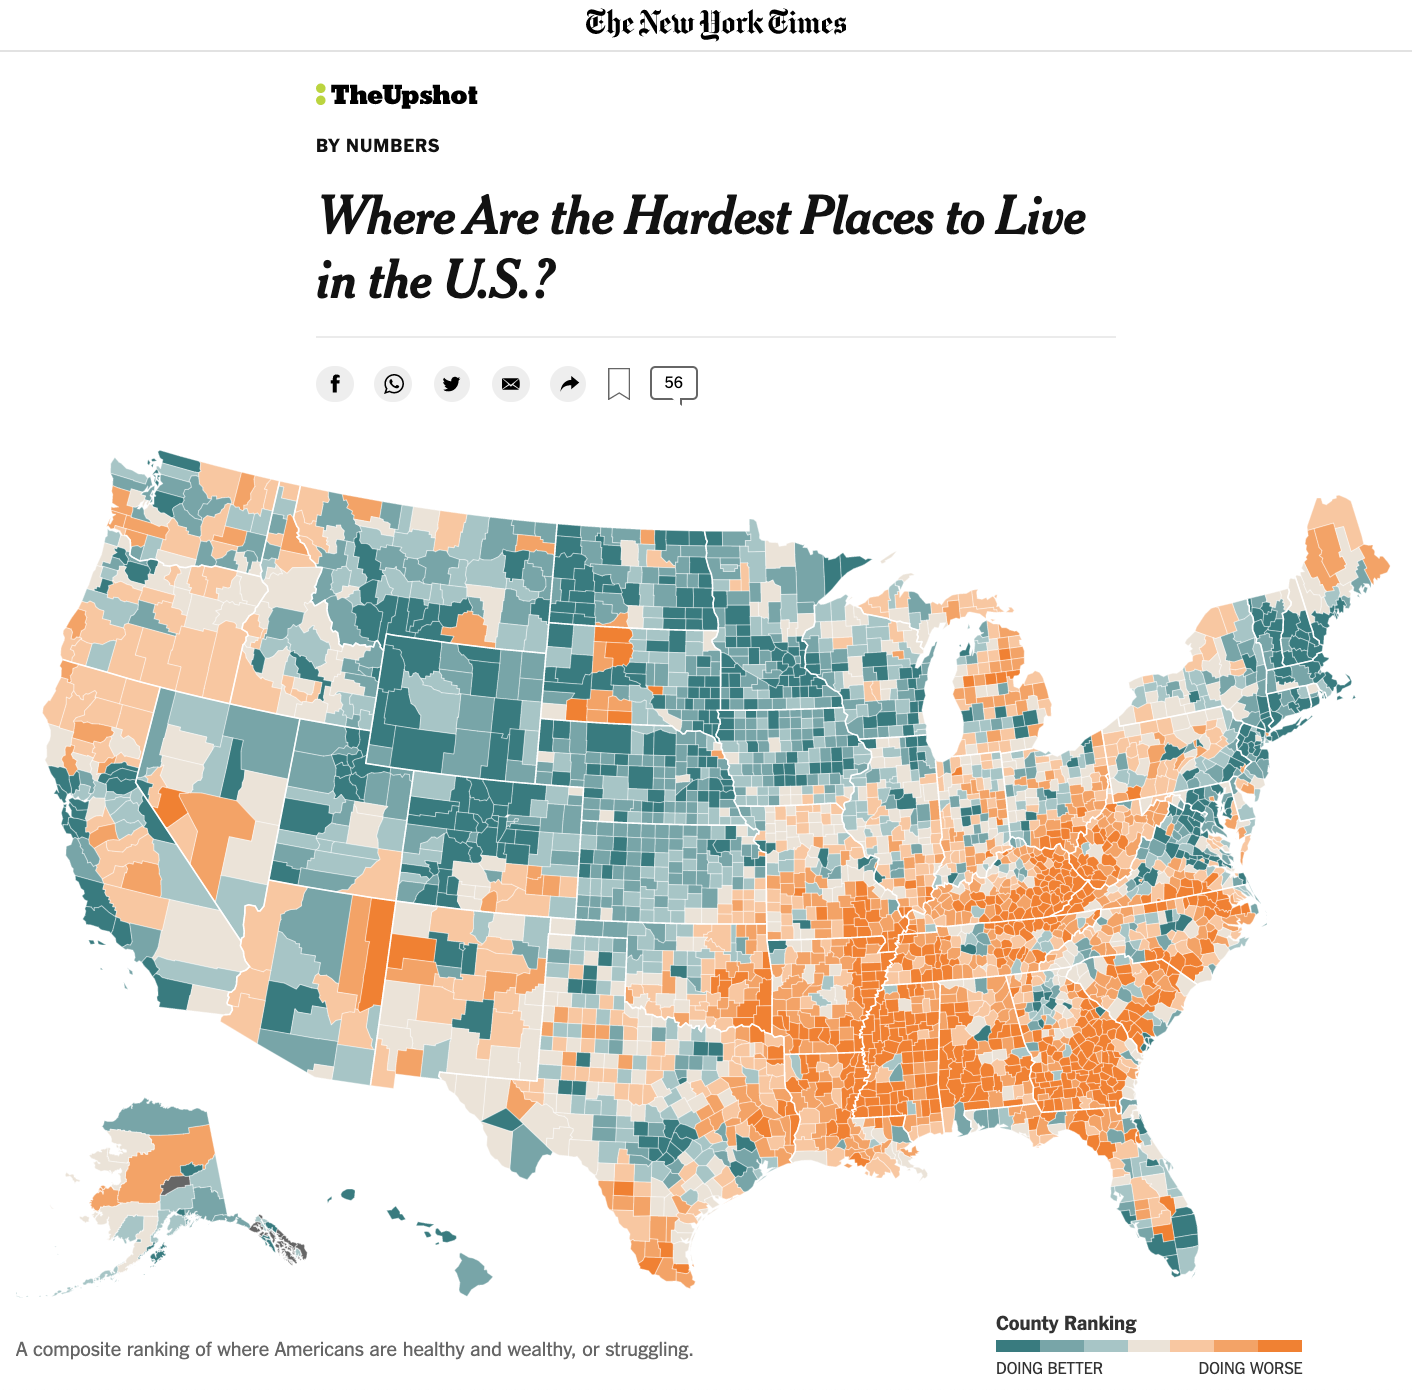 The New York Times
TheUpshot
BY NUMBERS
Where Are the Hardest Places to Live
in the U.S.?
56
County Ranking
A composite ranking of where Americans are healthy and wealthy, or struggling.
DOING BETTER
DOING WORSE